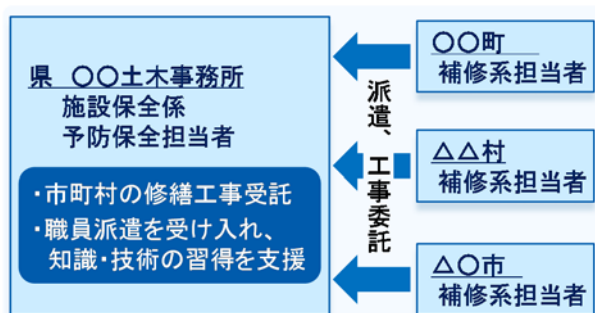 県 〇〇土木事務所
施設保全係
予防保全担当者
・市町村の修繕工事受託
・職員派遣を受け入れ、
知識・技術の習得を支援
派遣、工事委託
〇〇町
補修系担当者
△△村
補修系担当者
△〇市
補修系担当者